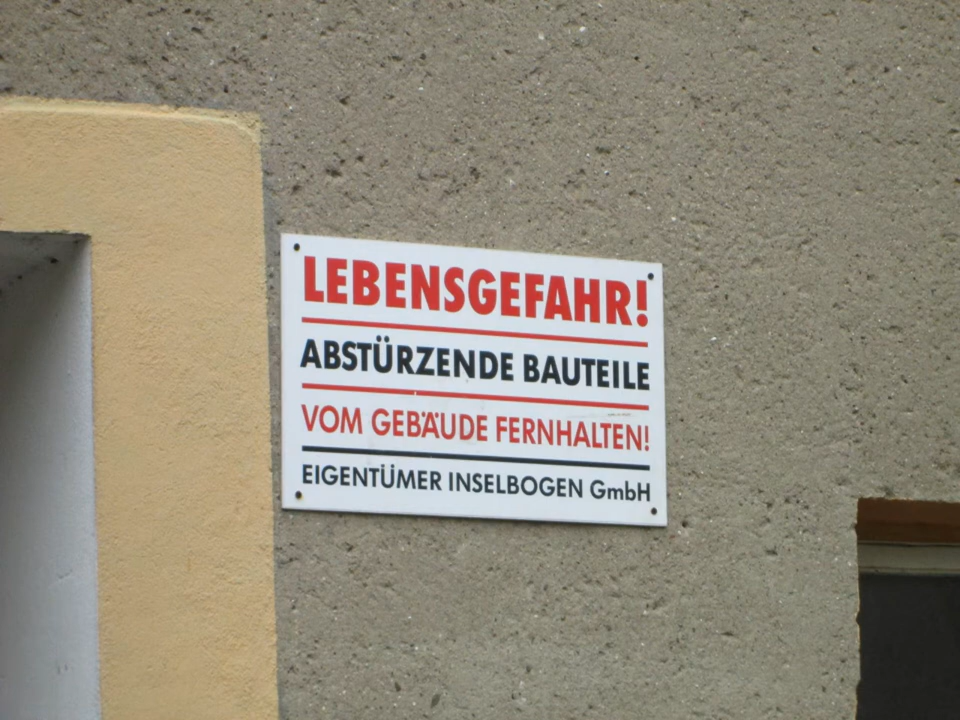 LEBENSGEFAHR!
ABSTÜRZENDE BAUTEILE
VOM GEBÄUDE FERNHALTEN!
EIGENTÜMER INSELBOGEN GmbH